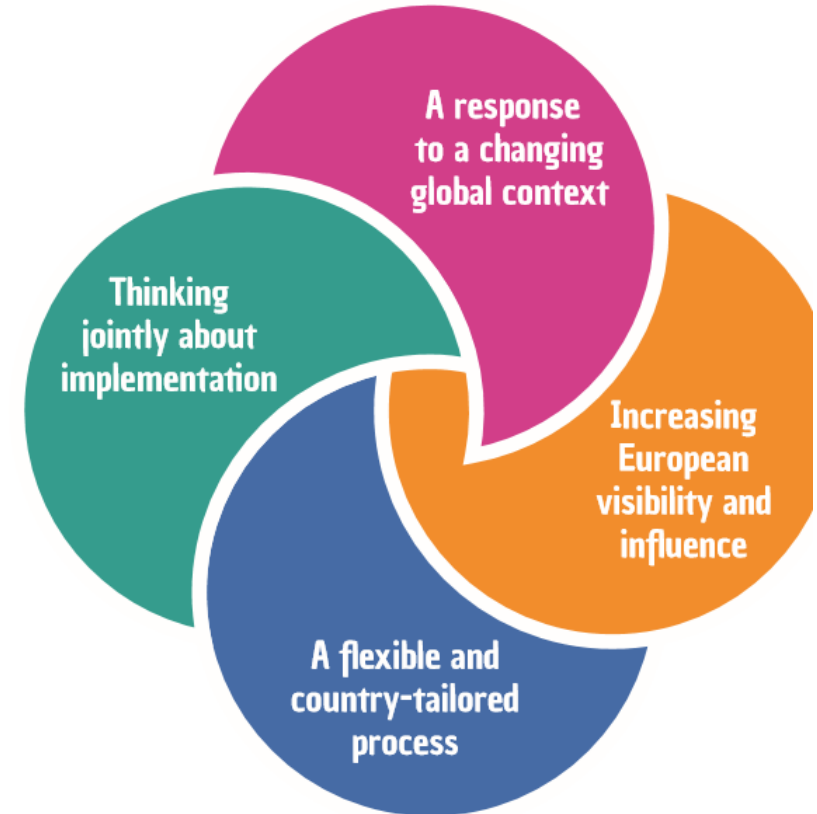 A response
to a changing
global context
Thinking
jointly about
implementation
Increasing
European
visibility and
influence
A flexible and
country-tailored
process